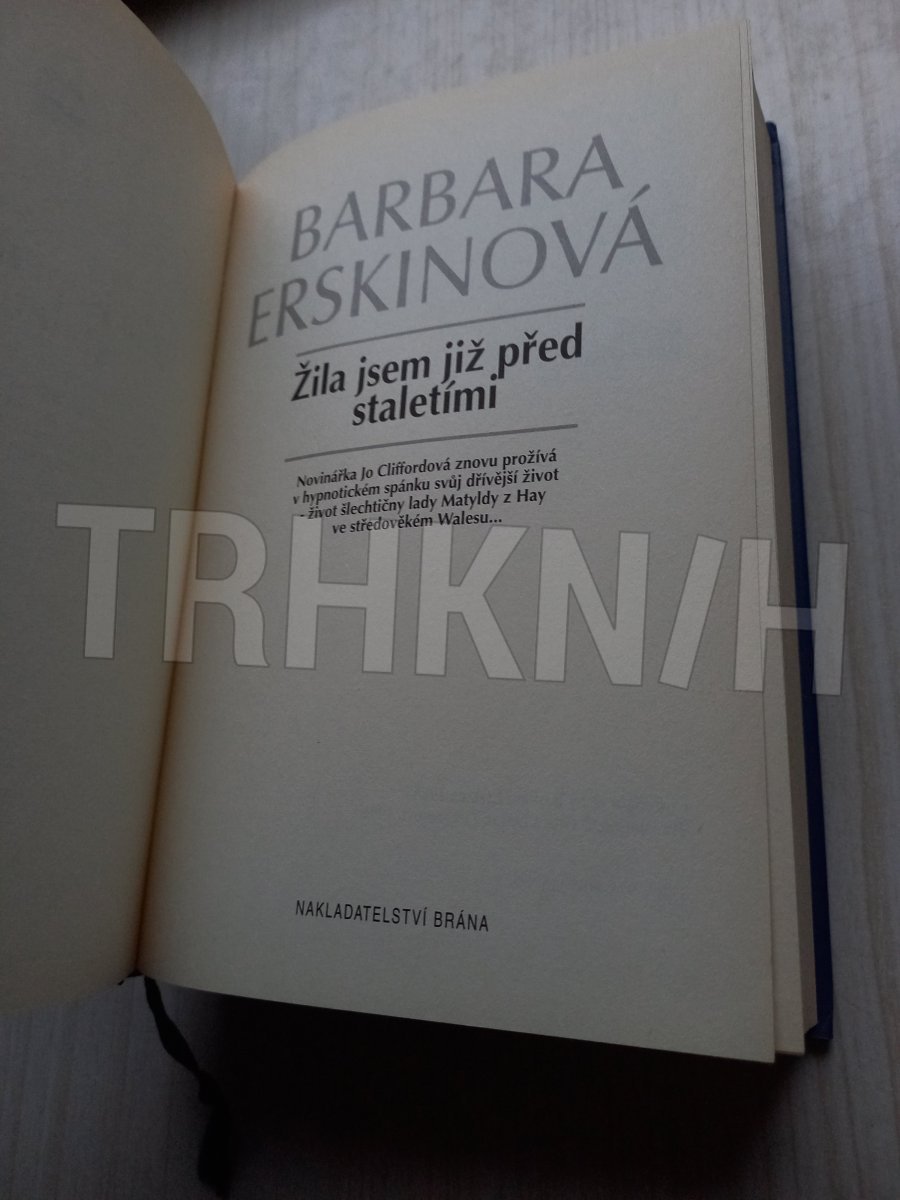 BARBARA
ERSKINOVÁ
Žila jsem již před
staletími
Novinářka Jo Cliffordová znovu prožívá
v hypnotickém spánku svůj dřívější život
- život šlechtičny lady Matyldy z Hay
ve středověkém Walesu...
TRHKNIH
NAKLADATELSTVÍ BRÁNA